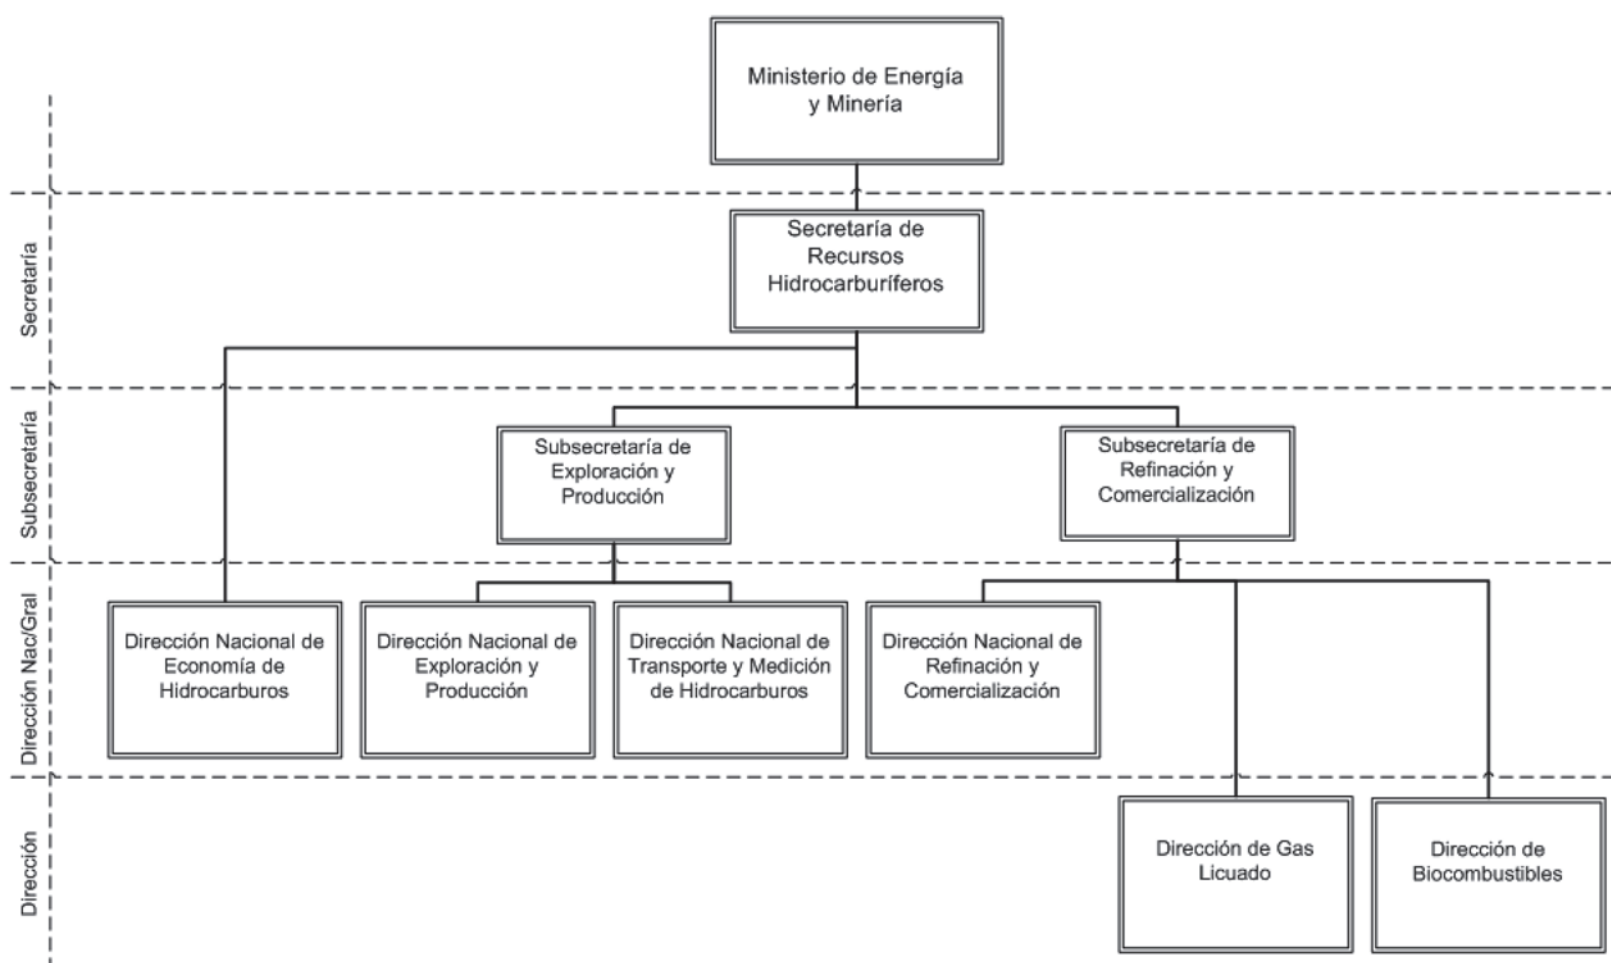 Ministerio de Energía
y Minería
Secretaría
Secretaría de
Recursos
Hidrocarburíferos
Subsecretaría
Subsecretaría de
Exploración y
Producción
Subsecretaría de
Refinación y
Comercialización
Dirección Nac/Gral
Dirección Nacional de
Economía de
Hidrocarburos
Dirección Nacional de
Exploración y
Producción
Dirección Nacional de
Transporte y Medición
de Hidrocarburos
Dirección Nacional de
Refinación y
Comercialización
Dirección
Dirección de Gas
Licuado
Dirección de
Biocombustibles